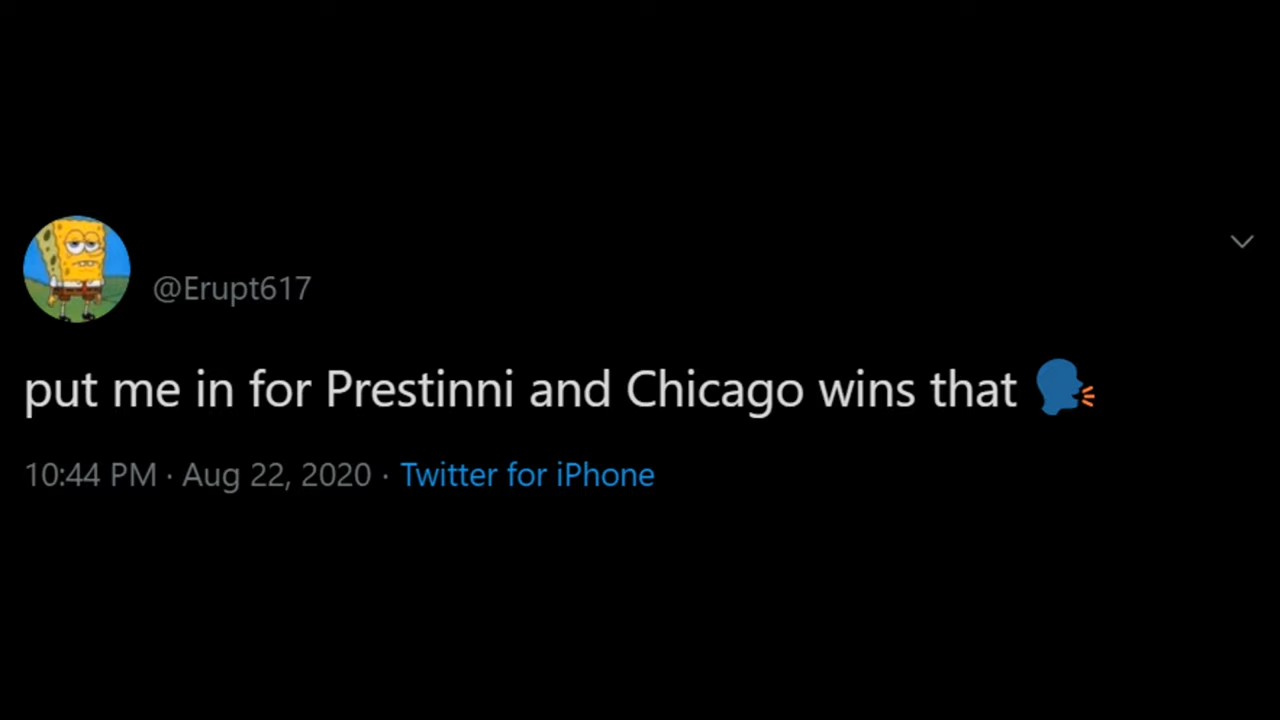 @Erupt617
put me in for Prestinni and Chicago wins that 🗣
10:44 PM · Aug 22, 2020 · Twitter for iPhone